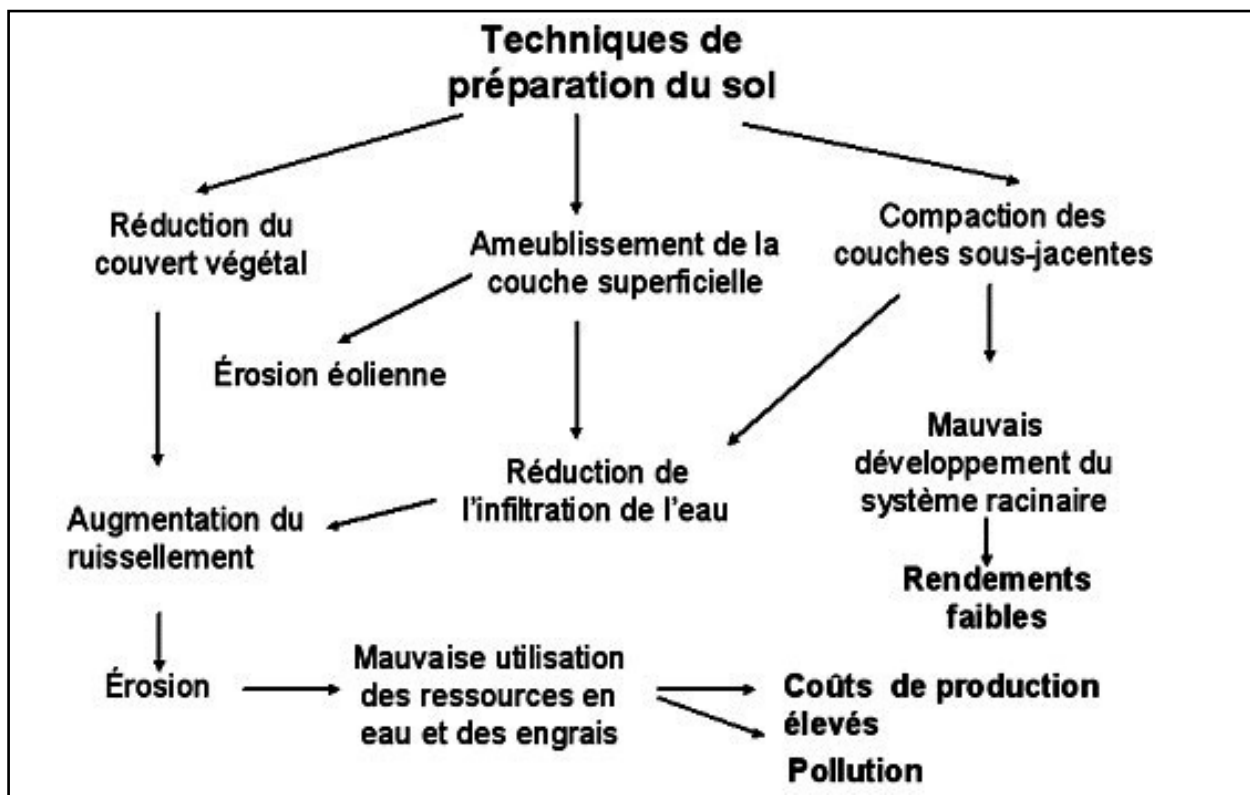 Techniques de
préparation du sol
Réduction du
couvert végétal
Ameublissement de la
couche superficielle
Compaction des
couches sous-jacentes
Érosion éolienne
Réduction de
l'infiltration de l'eau
Mauvais
développement du
système racinaire
Augmentation du
ruissellement
Rendements
faibles
Érosion
Mauvaise utilisation
des ressources en
eau et des engrais
Coûts de production
élevés
Pollution